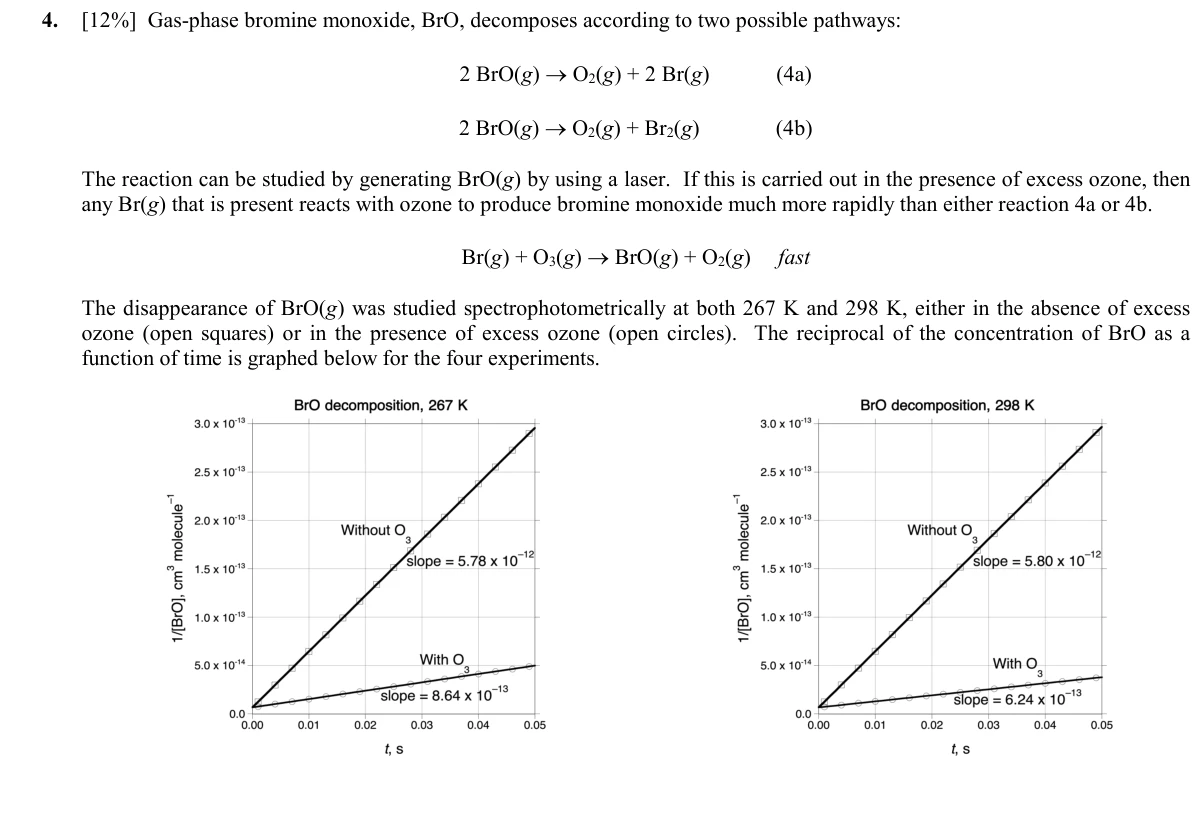 4. [12%] Gas-phase bromine monoxide, BrO, decomposes according to two possible pathways:
2 BrO(g) → O₂(g) + 2 Br(g) (4a)
2 BrO(g) → O₂(g) + Br₂(g) (4b)
The reaction can be studied by generating BrO(g) by using a laser. If this is carried out in the presence of excess ozone, then
any Br(g) that is present reacts with ozone to produce bromine monoxide much more rapidly than either reaction 4a or 4b.
Br(g) + O₃(g) → BrO(g) + O₂(g) fast
The disappearance of BrO(g) was studied spectrophotometrically at both 267 K and 298 K, either in the absence of excess
ozone (open squares) or in the presence of excess ozone (open circles). The reciprocal of the concentration of BrO as a
function of time is graphed below for the four experiments.
BrO decomposition, 267 K
3.0 x 10⁻¹³
2.5 x 10⁻¹³
2.0 x 10⁻¹³
1.5 x 10⁻¹³
1.0 x 10⁻¹³
5.0 x 10⁻¹⁴
0.0
1/[BrO], cm³ molecule⁻¹
Without O₃
slope = 5.78 x 10⁻¹²
With O₃
slope = 8.64 x 10⁻¹³
0.00 0.01 0.02 0.03 0.04 0.05
t, s
BrO decomposition, 298 K
3.0 x 10⁻¹³
2.5 x 10⁻¹³
2.0 x 10⁻¹³
1.5 x 10⁻¹³
1.0 x 10⁻¹³
5.0 x 10⁻¹⁴
0.0
1/[BrO], cm³ molecule⁻¹
Without O₃
slope = 5.80 x 10⁻¹²
With O₃
slope = 6.24 x 10⁻¹³
0.00 0.01 0.02 0.03 0.04 0.05
t, s